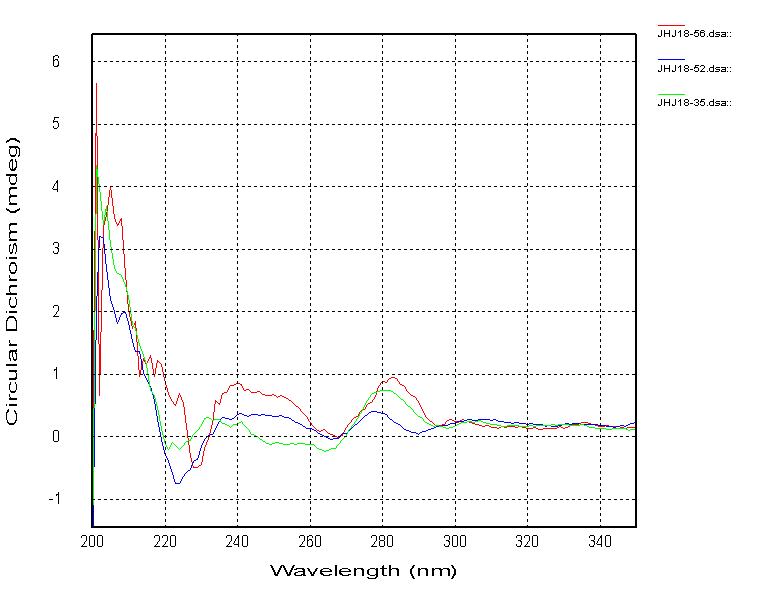 JHJ18-56.dsa::
JHJ18-52.dsa::
JHJ18-35.dsa::
Circular Dichroism (mdeg)
6
5
4
3
2
1
0
-1
200 220 240 260 280 300 320 340
Wavelength (nm)